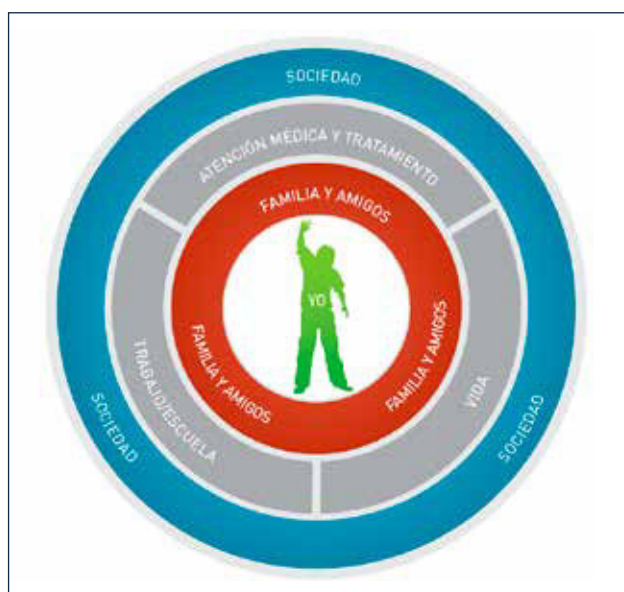 SOCIEDAD
ATENCIÓN MÉDICA Y TRATAMIENTO
FAMILIA Y AMIGOS
YO
FAMILIA Y AMIGOS
FAMILIA Y AMIGOS
TRABAJO/ESCUELA
VIDA
SOCIEDAD
SOCIEDAD